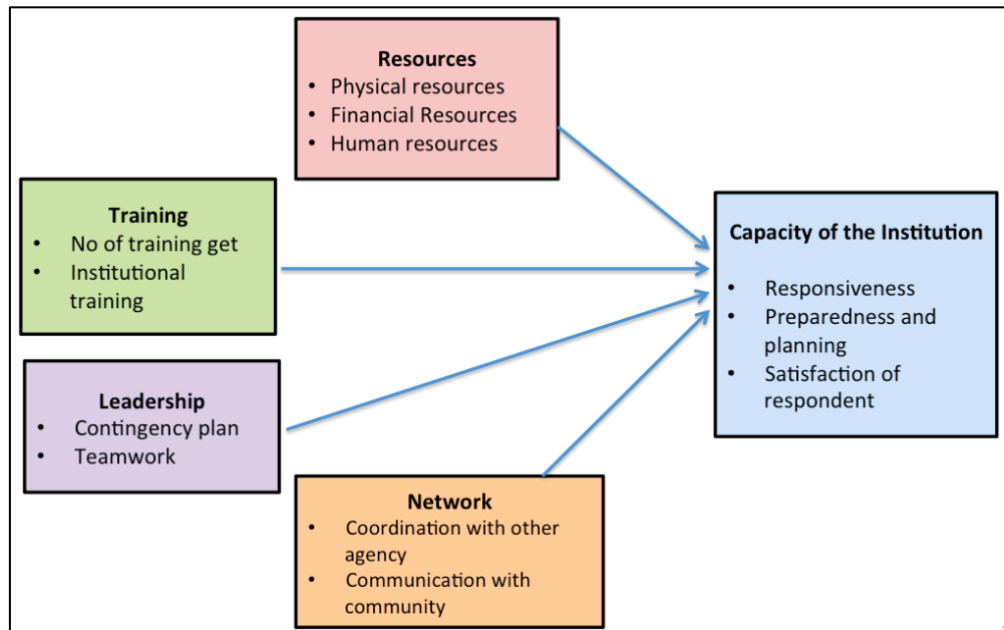 Resources
• Physical resources
• Financial Resources
• Human resources
Training
• No of training get
• Institutional
training
Leadership
• Contingency plan
• Teamwork
Network
• Coordination with other
agency
• Communication with
community
Capacity of the Institution
• Responsiveness
• Preparedness and
planning
• Satisfaction of
respondent